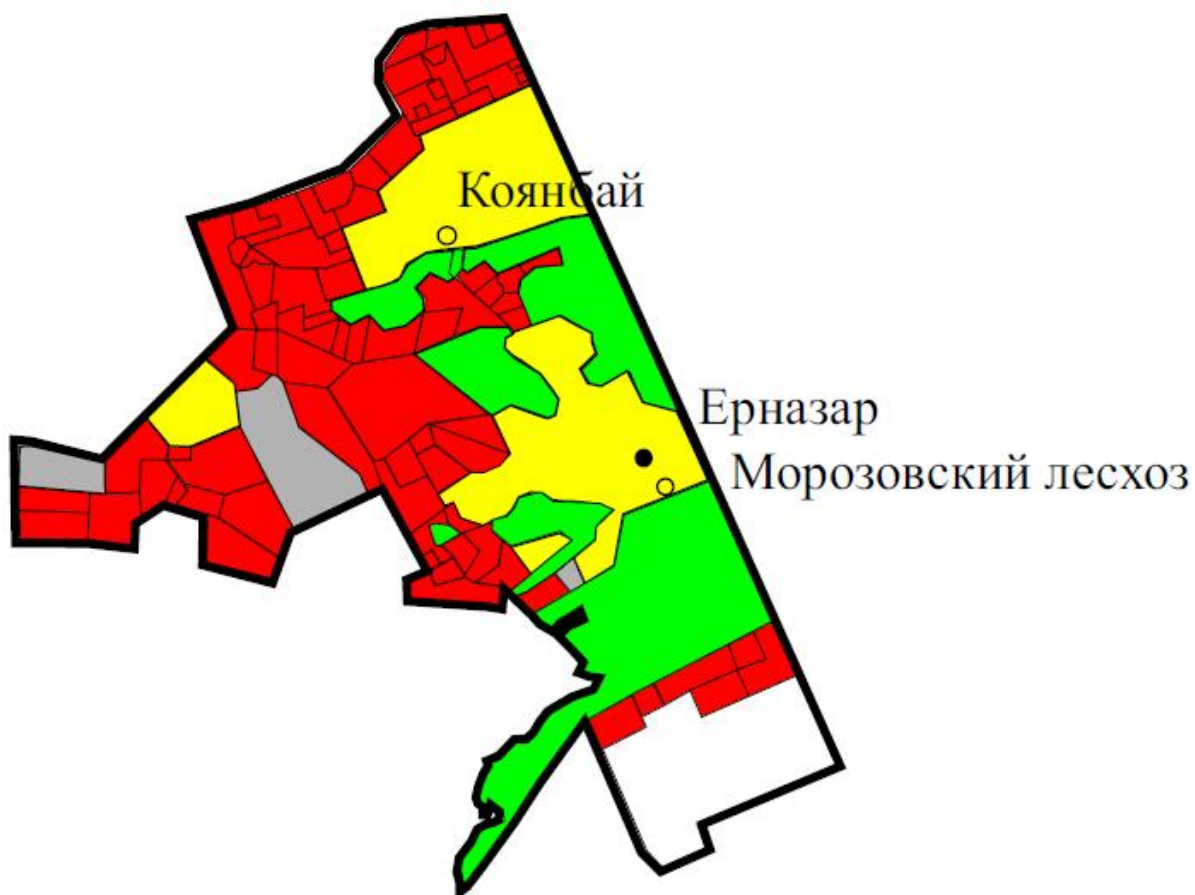 Коянбай
Ерназар
Морозовский лесхоз